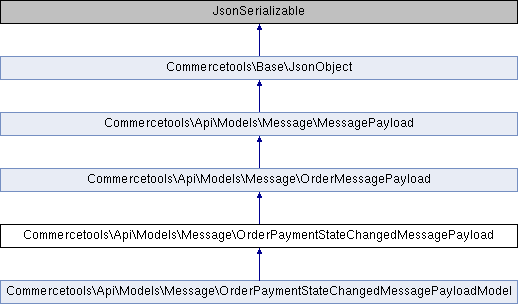 JsonSerializable
Commercetools\Base\JsonObject
Commercetools\Api\Models\Message\MessagePayload
Commercetools\Api\Models\Message\OrderMessagePayload
Commercetools\Api\Models\Message\OrderPaymentStateChangedMessagePayload
Commercetools\Api\Models\Message\OrderPaymentStateChangedMessagePayloadModel